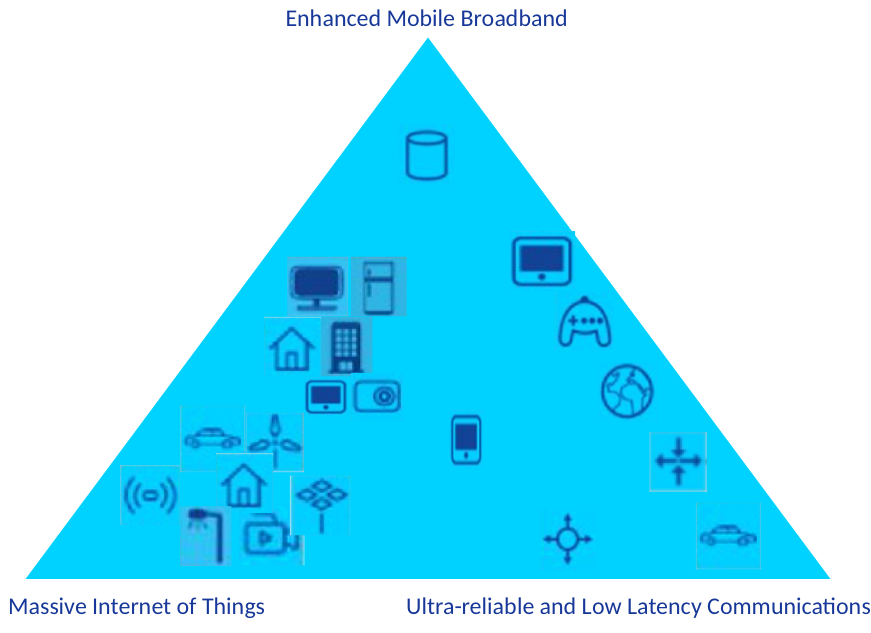 Enhanced Mobile Broadband
Massive Internet of Things
Ultra-reliable and Low Latency Communications